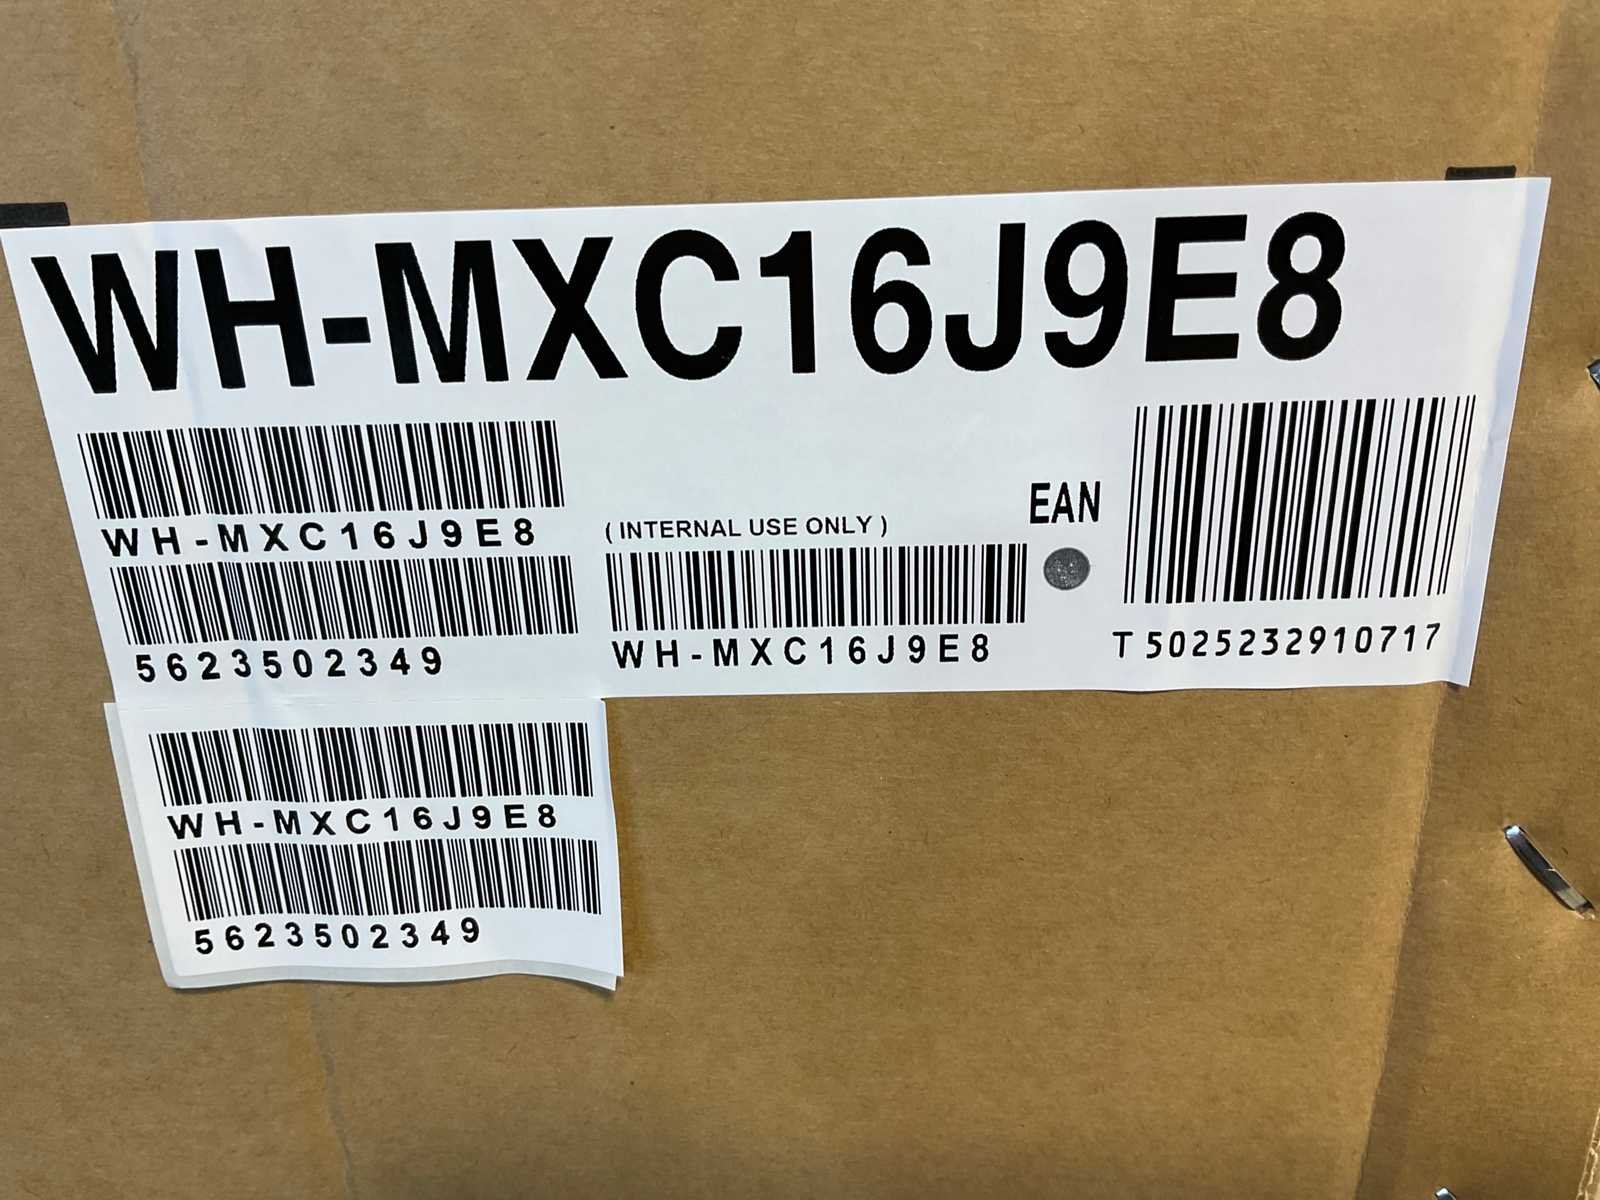 WH-MXC16J9E8
WH-MXC16J9E8
5623502349
( INTERNAL USE ONLY )
WH-MXC16J9E8
EAN
T 5025232910717
WH-MXC16J9E8
5623502349